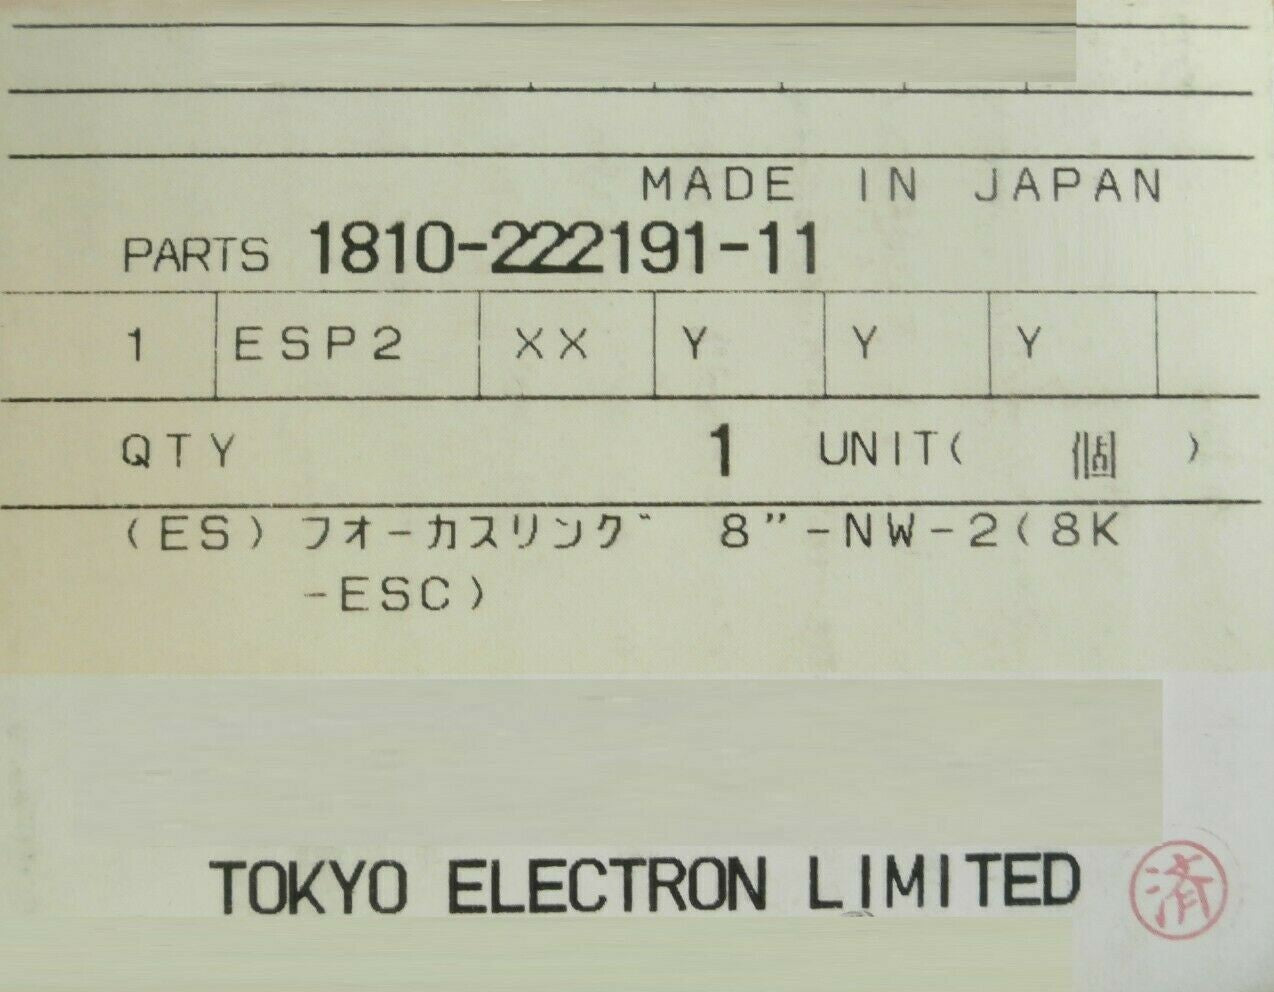 MADE IN JAPAN
PARTS 1810-222191-11
1 ESP2 XX Y Y Y
QTY 1 UNIT( 個 )
(ES) フォーカスリング 8"-NW-2(8K
-ESC)
TOKYO ELECTRON LIMITED
済